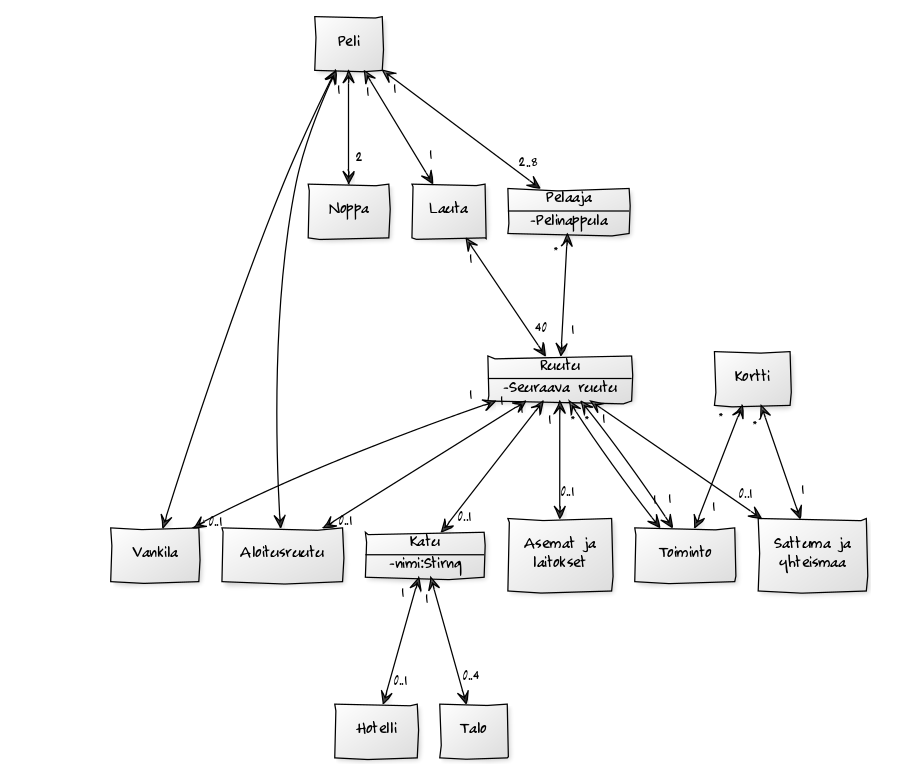 Peli
1 1 1 1
2 1 2..8
Noppa
Lauta
Pelaaja
-Pelinappula
1 *
40 1
Ruutu
-Seuraava ruutu
Kortti
1 1 1 * * 1
* *
0..1 0..1 0..1 0..1 1 1 1 0..1 1
Vankila
Aloitusruutu
Katu
-nimi:Stirng
Asemat ja
laitokset
Toiminto
Sattuma ja
yhteismaa
1 1
0..1 0..4
Hotelli
Talo